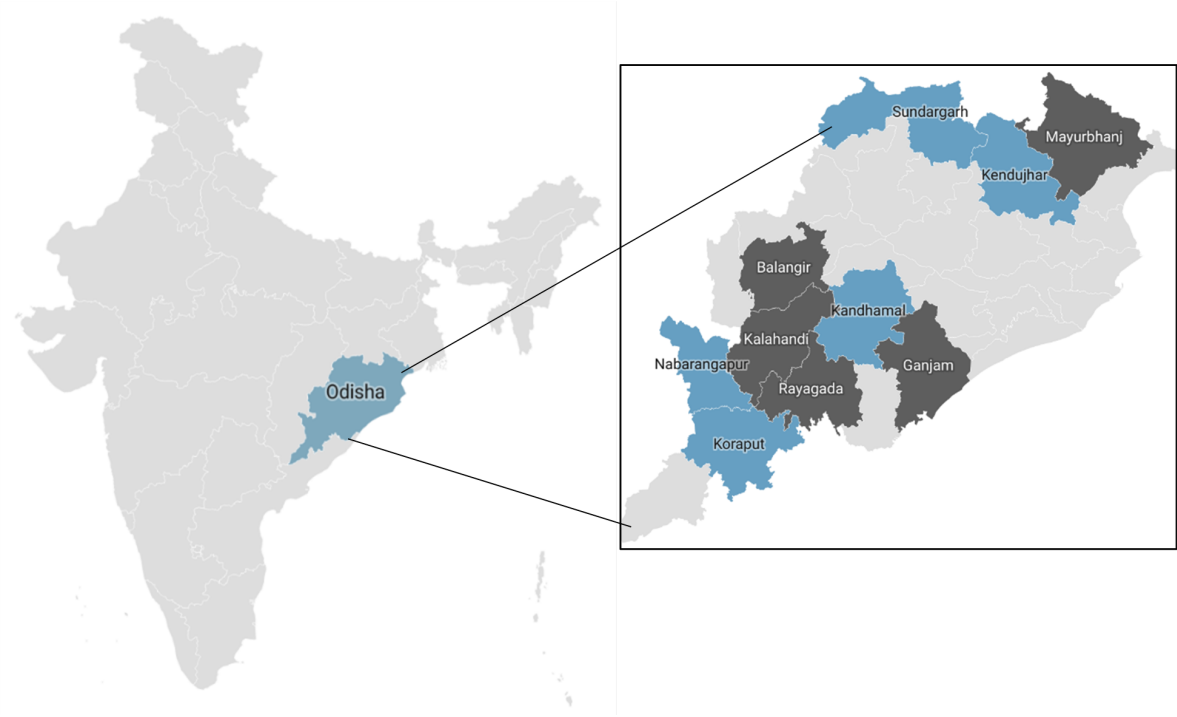 Odisha
Sundargarh
Mayurbhanj
Kendujhar
Balangir
Kandhamal
Kalahandi
Nabarangapur
Ganjam
Rayagada
Koraput